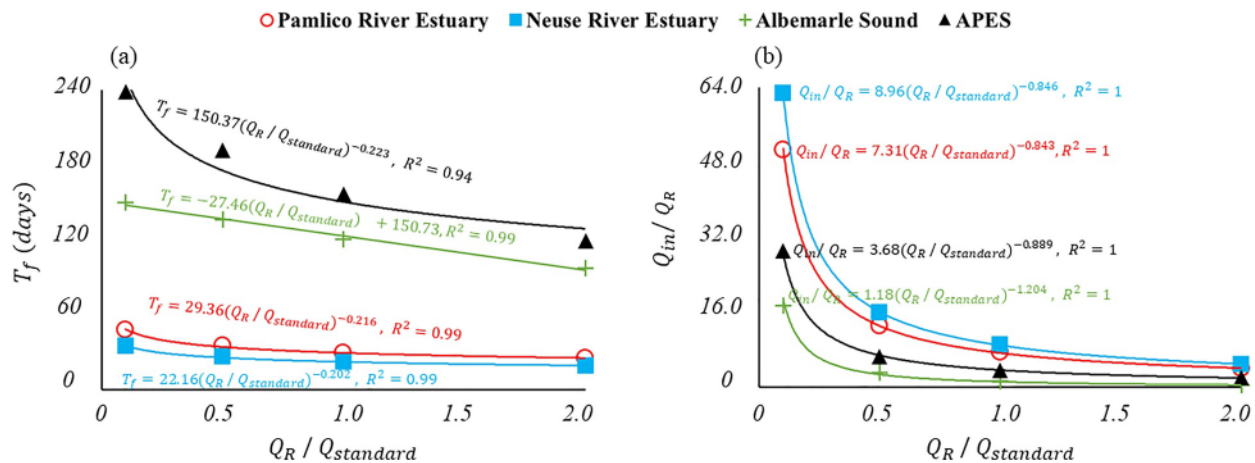 Pamlico River Estuary Neuse River Estuary Albemarle Sound APES
(a)
T_f (days)
240
180
120
60
0
T_f = 150.37(Q_R / Q_standard)^−0.223, R² = 0.94
T_f = −27.46(Q_R / Q_standard) + 150.73, R² = 0.99
T_f = 29.36(Q_R / Q_standard)^−0.216, R² = 0.99
T_f = 22.16(Q_R / Q_standard)^−0.202, R² = 0.99
0 0.5 1.0 1.5 2.0
Q_R / Q_standard
(b)
Q_in / Q_R
64.0
48.0
32.0
16.0
0
Q_in / Q_R = 8.96(Q_R / Q_standard)^−0.846, R² = 1
Q_in / Q_R = 7.31(Q_R / Q_standard)^−0.843, R² = 1
Q_in / Q_R = 3.68(Q_R / Q_standard)^−0.889, R² = 1
Q_in / Q_R = 1.18(Q_R / Q_standard)^−1.204, R² = 1
0 0.5 1.0 1.5 2.0
Q_R / Q_standard